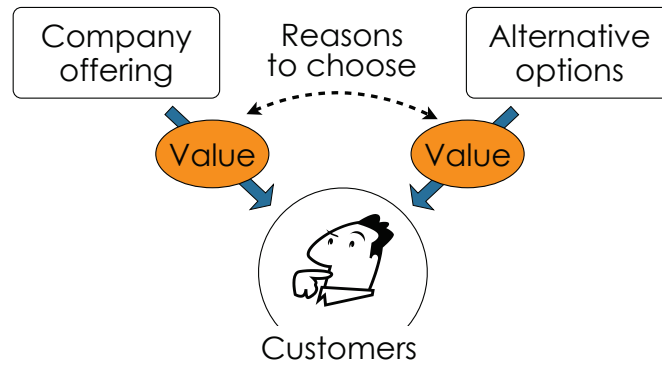 Company
offering
Reasons
to choose
Alternative
options
Value
Value
Customers